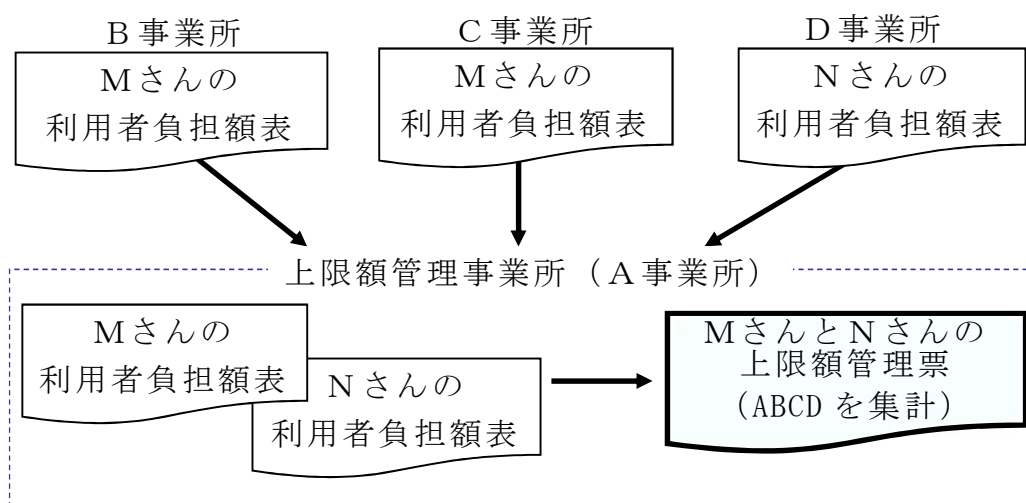 B事業所
Mさんの
利用者負担額表
C事業所
Mさんの
利用者負担額表
D事業所
Nさんの
利用者負担額表
上限額管理事業所(A事業所)
Mさんの
利用者負担額表
Nさんの
利用者負担額表
MさんとNさんの
上限額管理票
(ABCDを集計)